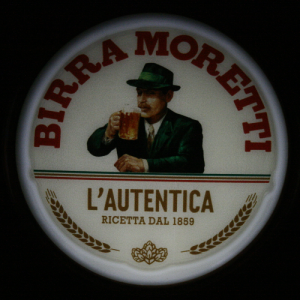 BIRRA MORETTI
L'AUTENTICA
RICETTA DAL 1859